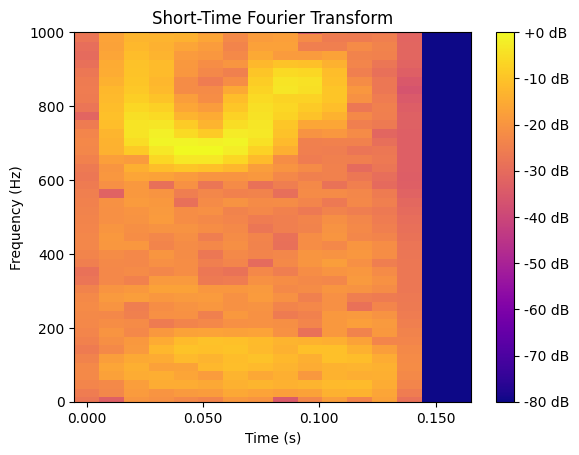 Short-Time Fourier Transform
1000
800
600
400
200
0
Frequency (Hz)
0.000
0.050
0.100
0.150
Time (s)
+0 dB
-10 dB
-20 dB
-30 dB
-40 dB
-50 dB
-60 dB
-70 dB
-80 dB